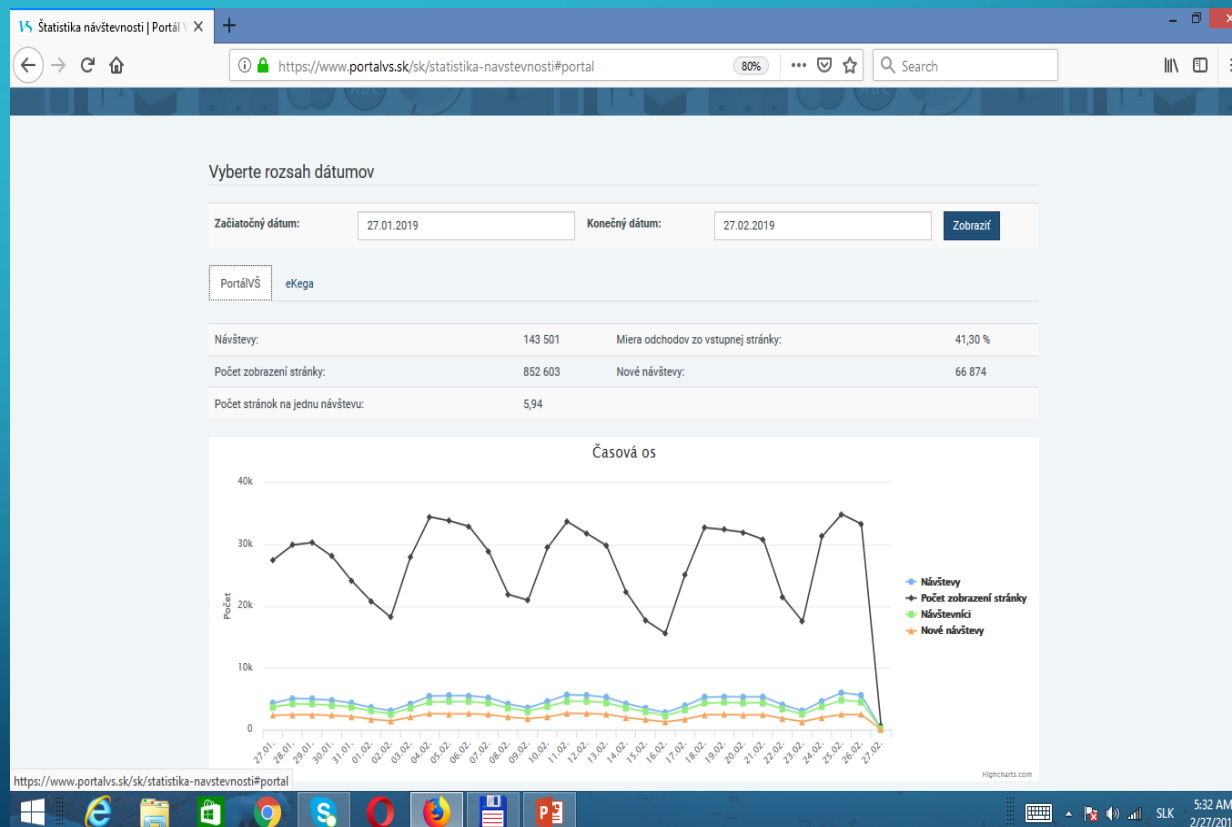 Štatistika návštevnosti | Portál V
https://www.portalvs.sk/sk/statistika-navstevnosti#portal
80%
Search
ABC
Vyberte rozsah dátumov
Začiatočný dátum: 27.01.2019 Konečný dátum: 27.02.2019 Zobraziť
PortálVŠ eKega
Návštevy: 143 501 Miera odchodov zo vstupnej stránky: 41,30 %
Počet zobrazení stránky: 852 603 Nové návštevy: 66 874
Počet stránok na jednu návštevu: 5,94
Časová os
40k
30k
20k
10k
0
Počet
Návštevy
Počet zobrazení stránky
Návštevníci
Nové návštevy
27.01. 28.01. 29.01. 30.01. 31.01. 01.02. 02.02. 03.02. 04.02. 05.02. 06.02. 07.02. 08.02. 09.02. 10.02. 11.02. 12.02. 13.02. 14.02. 15.02. 16.02. 17.02. 18.02. 19.02. 20.02. 21.02. 22.02. 23.02. 24.02. 25.02. 26.02. 27.02.
Highcharts.com
https://www.portalvs.sk/sk/statistika-navstevnosti#portal
SLK
5:32 AM
2/27/201